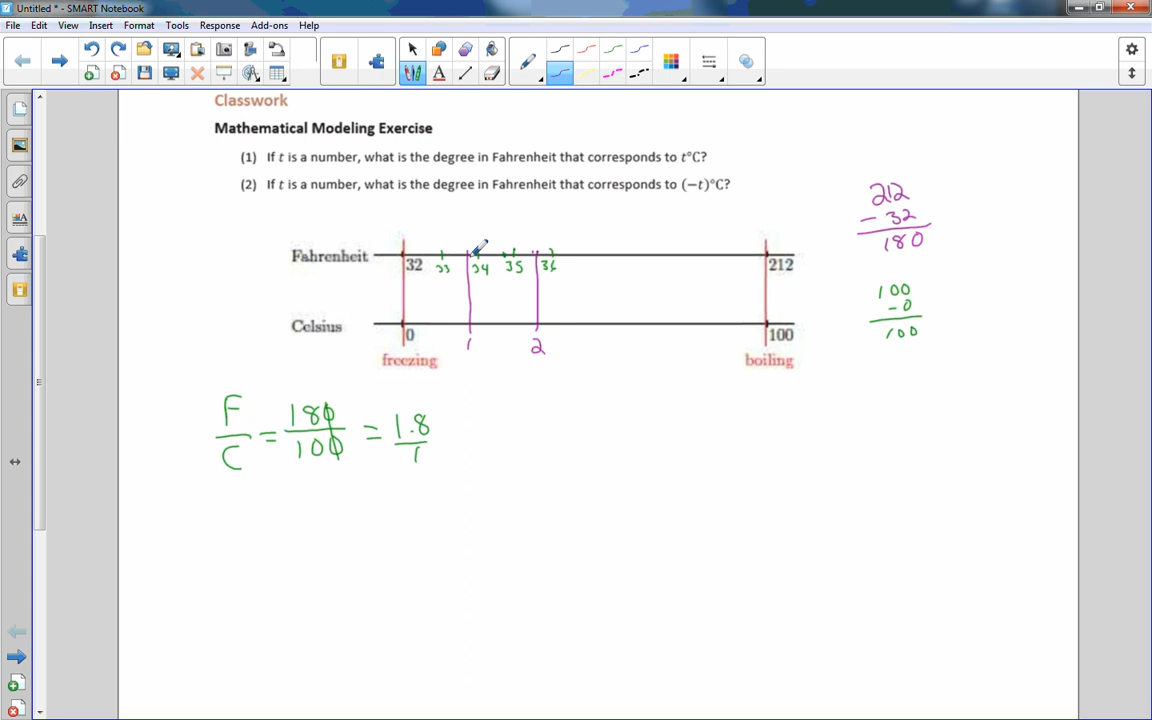 Untitled * - SMART Notebook
File Edit View Insert Format Tools Response Add-ons Help
Classwork
Mathematical Modeling Exercise
(1) If t is a number, what is the degree in Fahrenheit that corresponds to t°C?
(2) If t is a number, what is the degree in Fahrenheit that corresponds to (−t)°C?
212
− 32
180
Fahrenheit 32 33 34 35 36 212
100
− 0
100
Celsius 0 1 2 100
freezing boiling
F/C = 180/100 = 1.8/1